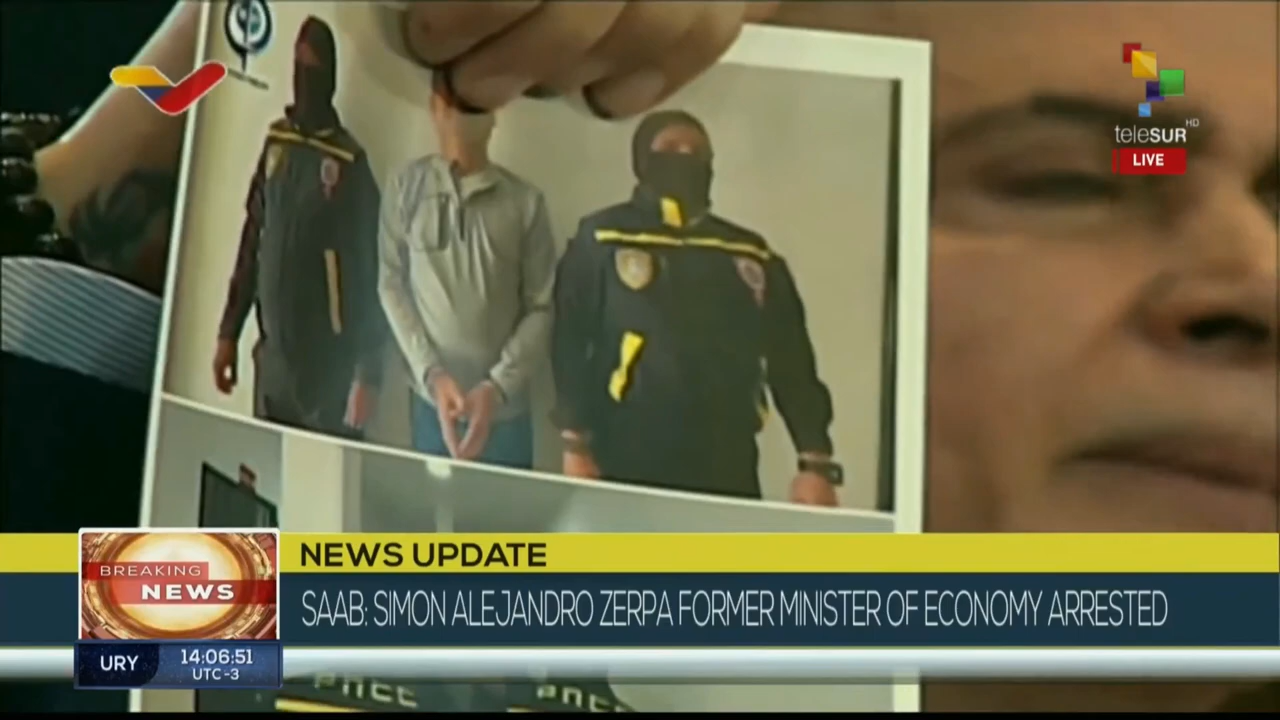 teleSUR HD
LIVE
NEWS UPDATE
BREAKING
NEWS
SAAB: SIMON ALEJANDRO ZERPA FORMER MINISTER OF ECONOMY ARRESTED
URY
14:06:51
UTC-3